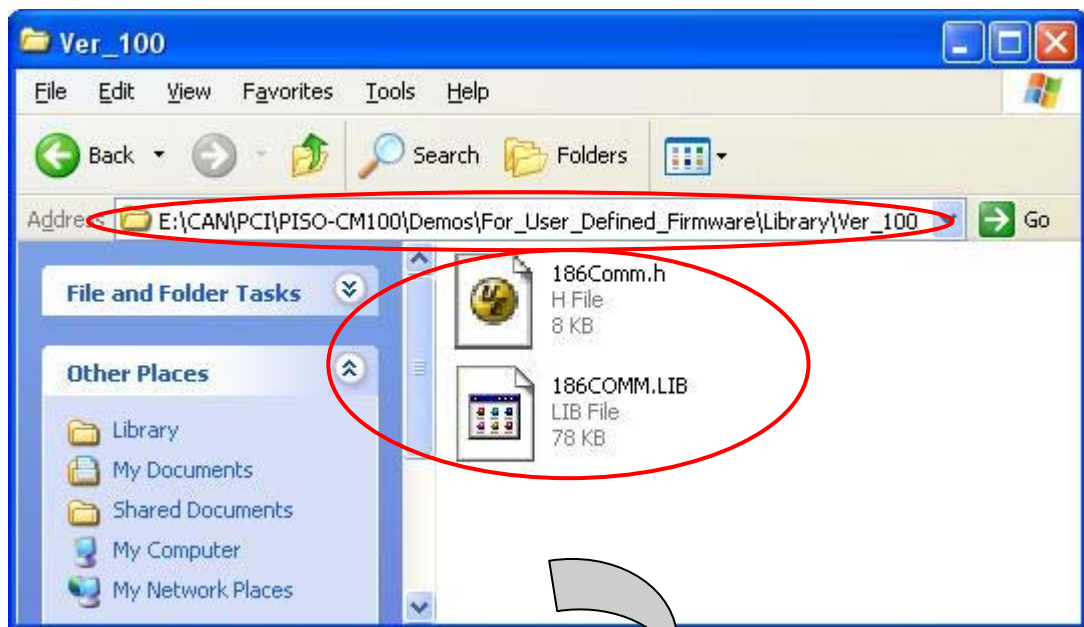 Ver_100
File Edit View Favorites Tools Help
Back Search Folders
Address E:\CAN\PCI\PISO-CM100\Demos\For_User_Defined_Firmware\Library\Ver_100 Go
File and Folder Tasks
Other Places
Library
My Documents
Shared Documents
My Computer
My Network Places
186Comm.h
H File
8 KB
186COMM.LIB
LIB File
78 KB